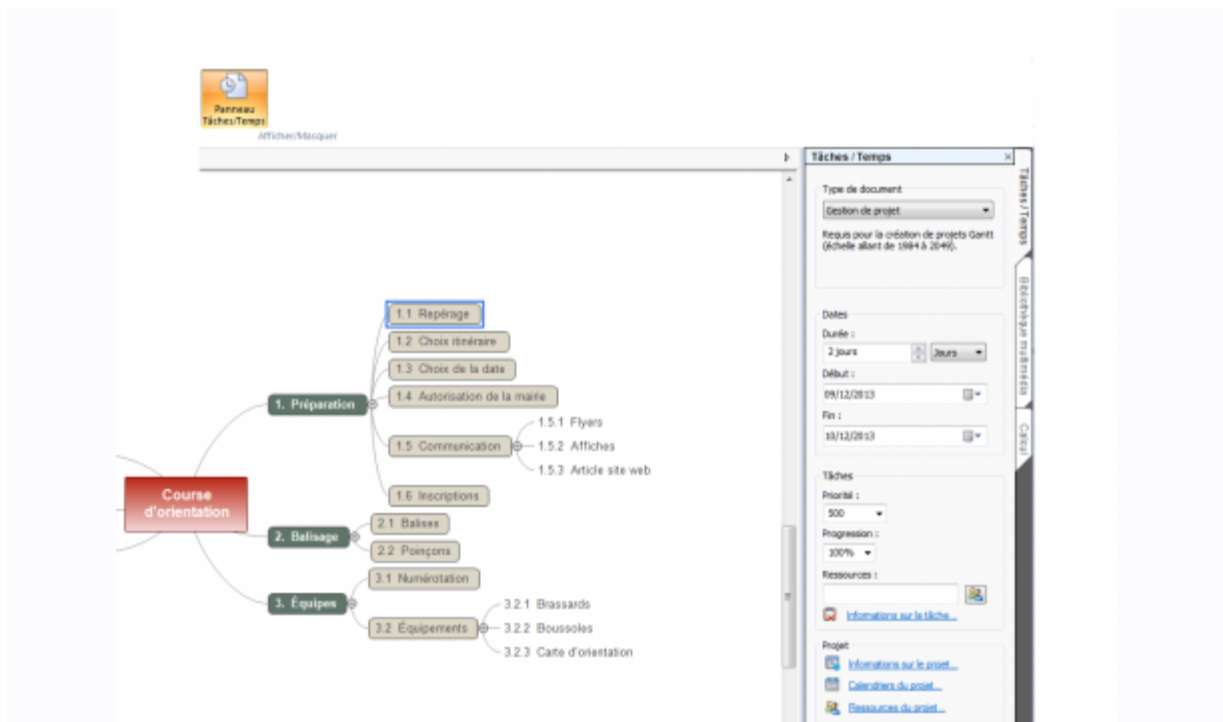 Panneau
Tâches/Temps
Afficher/Masquer
Tâches / Temps
Type de document
Gestion de projet
Requis pour la création de projets Gantt
(échelle allant de 1984 à 2049).
Dates
Durée :
2 jours
Jours
Début :
09/12/2013
Fin :
10/12/2013
Tâches
Priorité :
500
Progression :
100%
Ressources :
Informations sur la tâche...
Projet
Informations sur le projet...
Calendriers du projet...
Ressources du projet...
Tâches / Temps
Bibliothèque multimédia
Calcul
Course
d'orientation
1. Préparation
1.1 Repérage
1.2 Choix itinéraire
1.3 Choix de la date
1.4 Autorisation de la mairie
1.5 Communication
1.5.1 Flyers
1.5.2 Affiches
1.5.3 Article site web
1.6 Inscriptions
2. Balisage
2.1 Balises
2.2 Poinçons
3. Équipes
3.1 Numérotation
3.2 Équipements
3.2.1 Brassards
3.2.2 Boussoles
3.2.3 Carte d'orientation